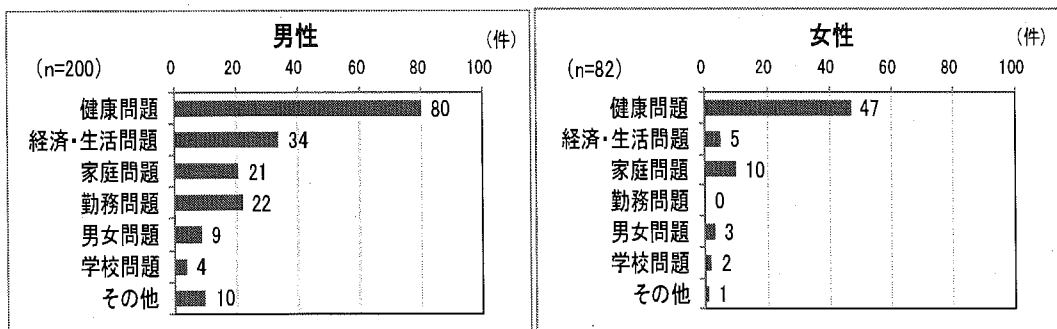 男性
(件)
(n=200)
0 20 40 60 80 100
健康問題 80
経済・生活問題 34
家庭問題 21
勤務問題 22
男女問題 9
学校問題 4
その他 10
女性
(件)
(n=82)
0 20 40 60 80 100
健康問題 47
経済・生活問題 5
家庭問題 10
勤務問題 0
男女問題 3
学校問題 2
その他 1